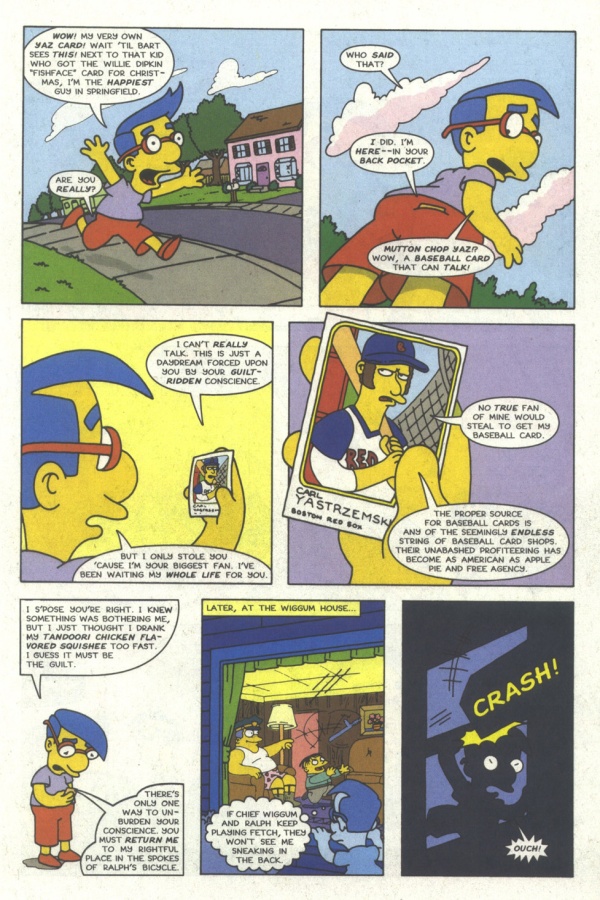 WOW! MY VERY OWN
YAZ CARD! WAIT 'TIL BART
SEES THIS! NEXT TO THAT KID
WHO GOT THE WILLIE DIPKIN
"FISHFACE" CARD FOR CHRIST-
MAS, I'M THE HAPPIEST
GUY IN SPRINGFIELD.
ARE YOU
REALLY?
WHO SAID
THAT?
I DID. I'M
HERE--IN YOUR
BACK POCKET.
MUTTON CHOP YAZ!?
WOW, A BASEBALL CARD
THAT CAN TALK!
I CAN'T REALLY
TALK. THIS IS JUST A
DAYDREAM FORCED UPON
YOU BY YOUR GUILT-
RIDDEN CONSCIENCE.
CARL
YASTRZEMSKI
BUT I ONLY STOLE YOU
'CAUSE I'M YOUR BIGGEST FAN. I'VE
BEEN WAITING MY WHOLE LIFE FOR YOU.
NO TRUE FAN
OF MINE WOULD
STEAL TO GET MY
BASEBALL CARD.
RED
CARL
YASTRZEMSKI
BOSTON RED SOX
THE PROPER SOURCE
FOR BASEBALL CARDS IS
ANY OF THE SEEMINGLY ENDLESS
STRING OF BASEBALL CARD SHOPS.
THEIR UNABASHED PROFITEERING HAS
BECOME AS AMERICAN AS APPLE
PIE AND FREE AGENCY.
I S'POSE YOU'RE RIGHT. I KNEW
SOMETHING WAS BOTHERING ME,
BUT I JUST THOUGHT I DRANK
MY TANDOORI CHICKEN FLA-
VORED SQUISHEE TOO FAST.
I GUESS IT MUST BE
THE GUILT.
THERE'S
ONLY ONE
WAY TO UN-
BURDEN YOUR
CONSCIENCE. YOU
MUST RETURN ME
TO MY RIGHTFUL
PLACE IN THE SPOKES
OF RALPH'S BICYCLE.
LATER, AT THE WIGGUM HOUSE...
IF CHIEF WIGGUM
AND RALPH KEEP
PLAYING FETCH, THEY
WON'T SEE ME
SNEAKING IN
THE BACK.
CRASH!
OUCH!